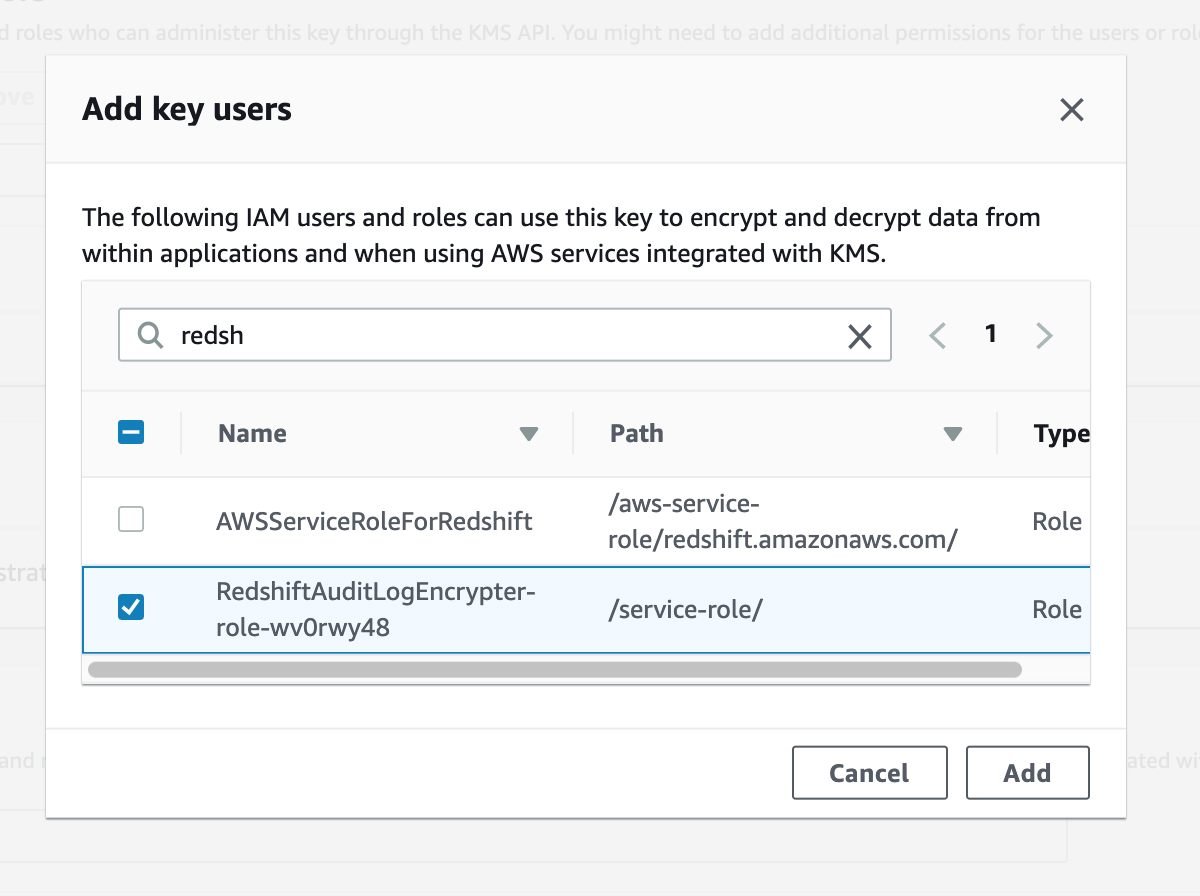 d roles who can administer this key through the KMS API. You might need to add additional permissions for the users or rol
ove
Add key users
The following IAM users and roles can use this key to encrypt and decrypt data from
within applications and when using AWS services integrated with KMS.
redsh
1
Name
Path
Type
AWSServiceRoleForRedshift
/aws-service-
role/redshift.amazonaws.com/
Role
strat
RedshiftAuditLogEncrypter-
role-wv0rwy48
/service-role/
Role
and r
ated wi
Cancel
Add